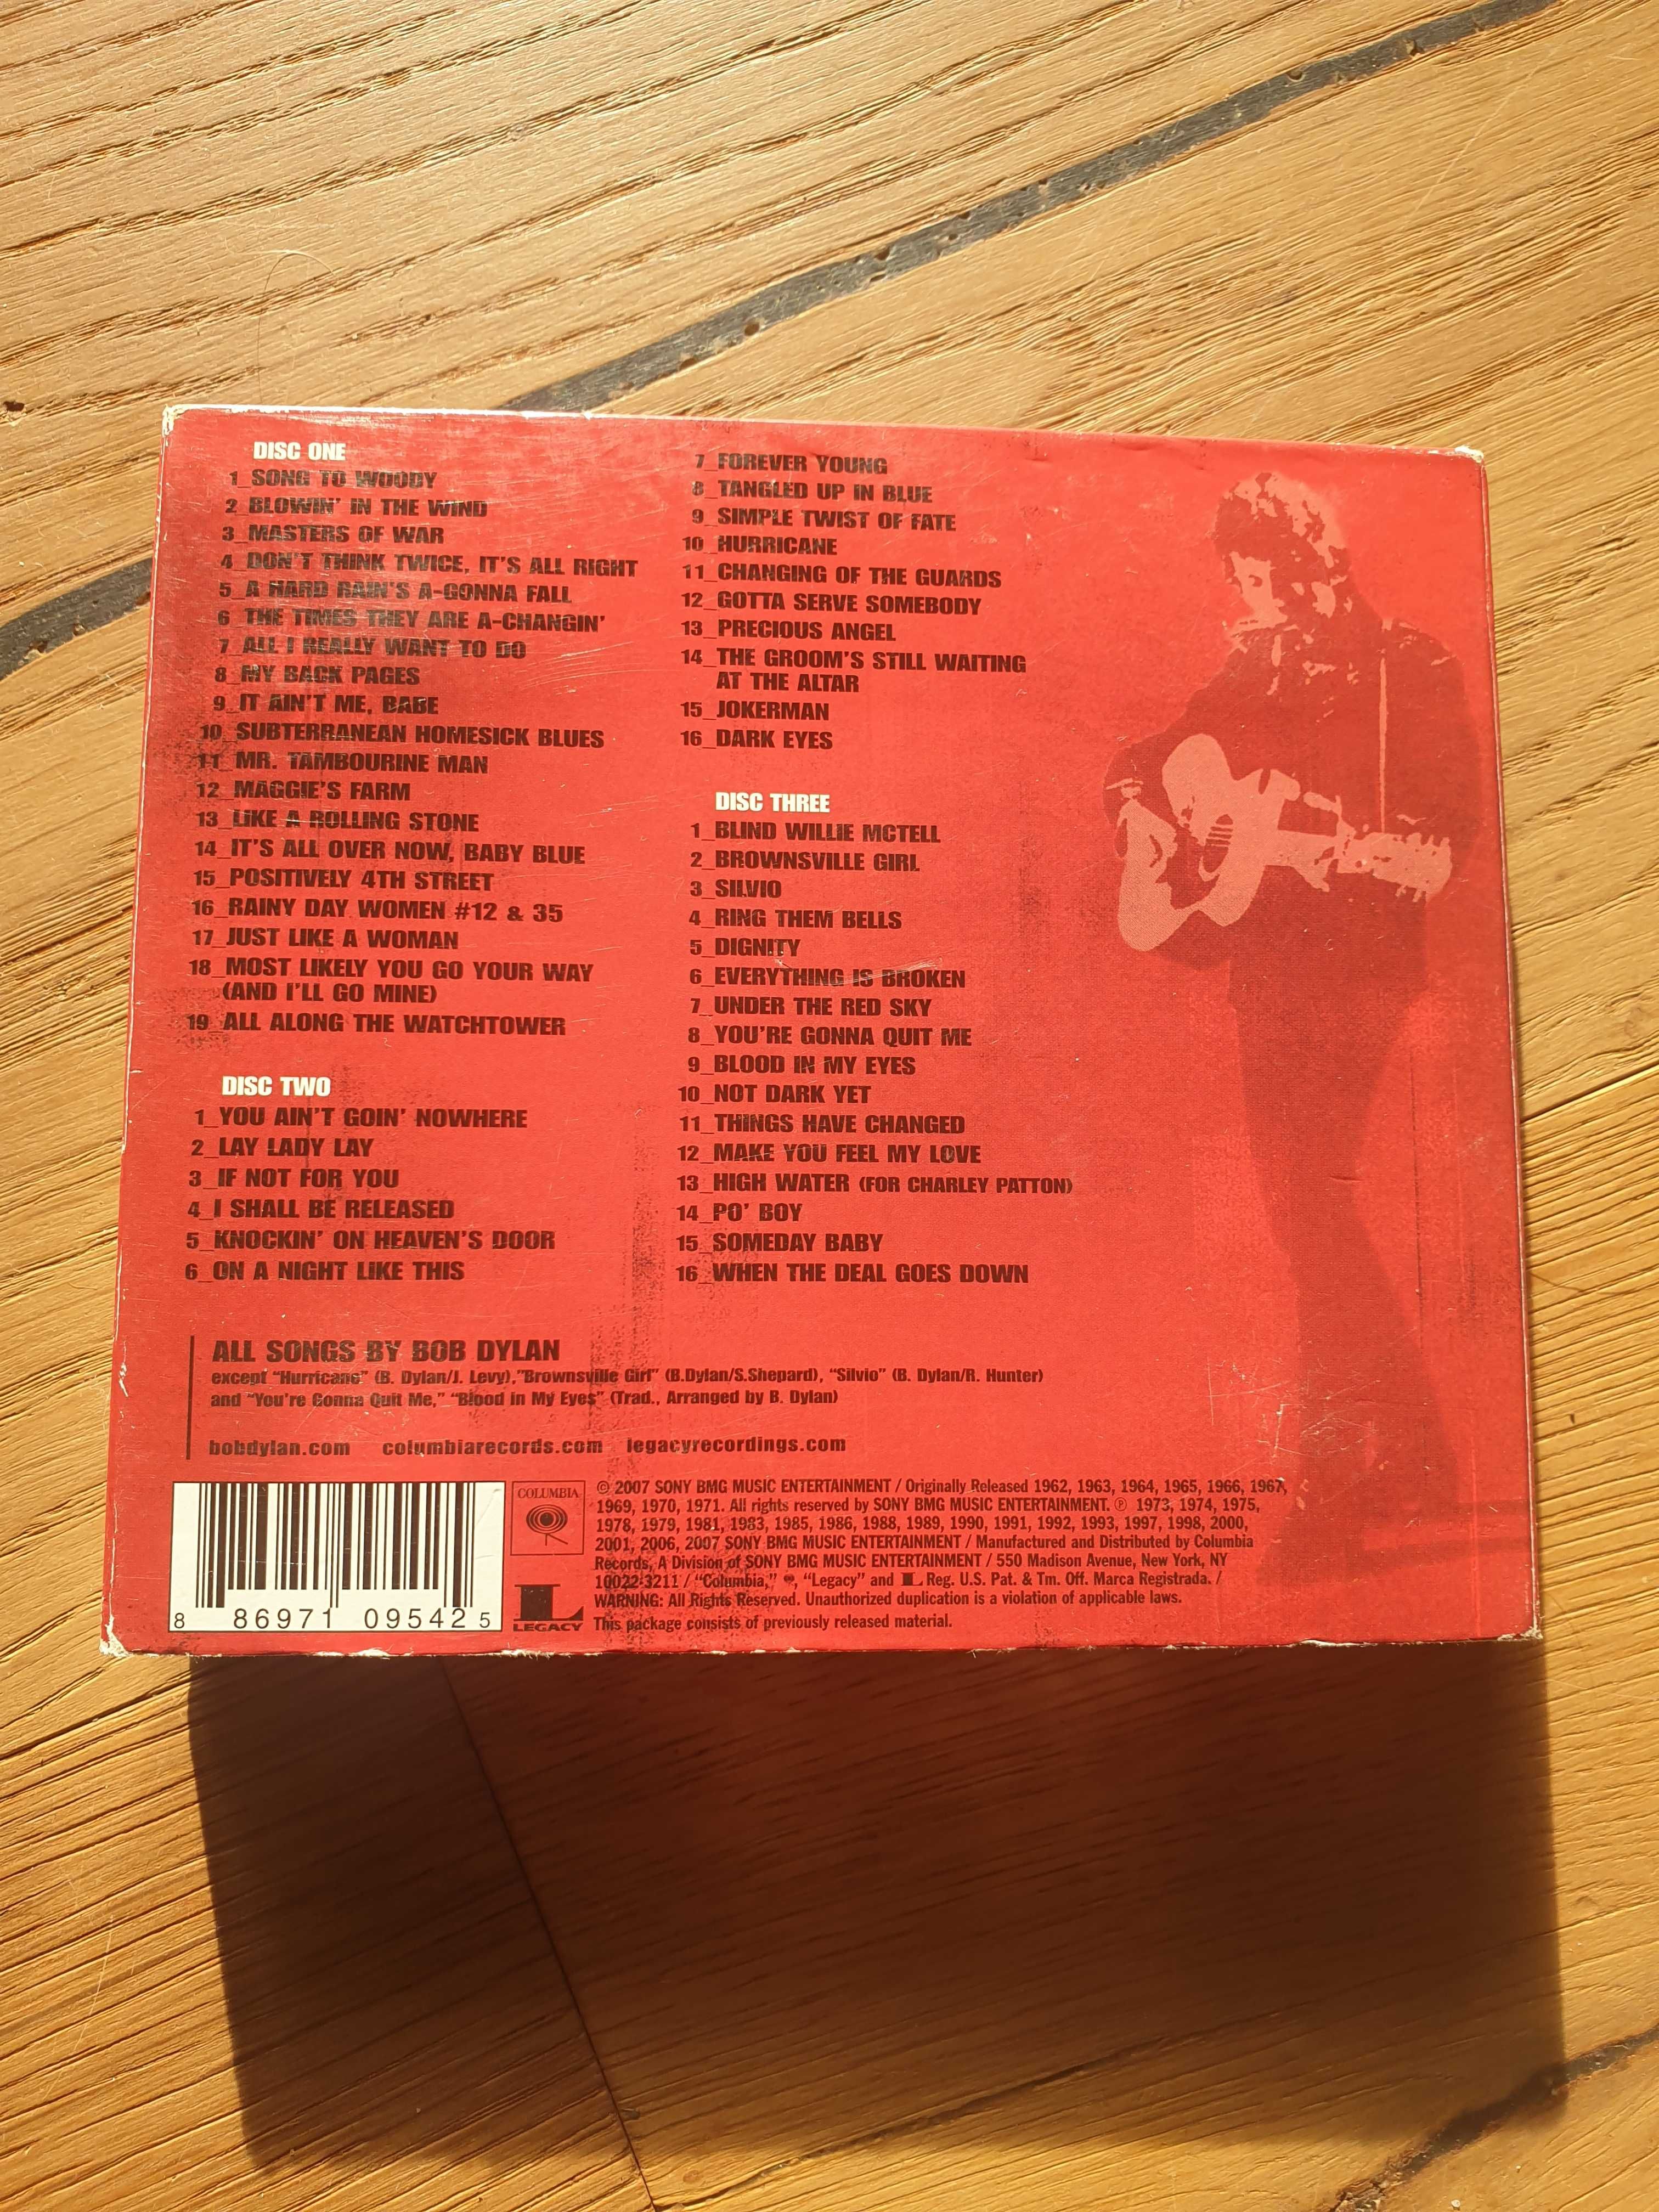 DISC ONE
1_SONG TO WOODY
2_BLOWIN' IN THE WIND
3_MASTERS OF WAR
4_DON'T THINK TWICE, IT'S ALL RIGHT
5_A HARD RAIN'S A-GONNA FALL
6_THE TIMES THEY ARE A-CHANGIN'
7_ALL I REALLY WANT TO DO
8_MY BACK PAGES
9_IT AIN'T ME, BABE
10_SUBTERRANEAN HOMESICK BLUES
11_MR. TAMBOURINE MAN
12_MAGGIE'S FARM
13_LIKE A ROLLING STONE
14_IT'S ALL OVER NOW, BABY BLUE
15_POSITIVELY 4TH STREET
16_RAINY DAY WOMEN #12 & 35
17_JUST LIKE A WOMAN
18_MOST LIKELY YOU GO YOUR WAY
(AND I'LL GO MINE)
19_ALL ALONG THE WATCHTOWER
DISC TWO
1_YOU AIN'T GOIN' NOWHERE
2_LAY LADY LAY
3_IF NOT FOR YOU
4_I SHALL BE RELEASED
5_KNOCKIN' ON HEAVEN'S DOOR
6_ON A NIGHT LIKE THIS
7_FOREVER YOUNG
8_TANGLED UP IN BLUE
9_SIMPLE TWIST OF FATE
10_HURRICANE
11_CHANGING OF THE GUARDS
12_GOTTA SERVE SOMEBODY
13_PRECIOUS ANGEL
14_THE GROOM'S STILL WAITING
AT THE ALTAR
15_JOKERMAN
16_DARK EYES
DISC THREE
1_BLIND WILLIE MCTELL
2_BROWNSVILLE GIRL
3_SILVIO
4_RING THEM BELLS
5_DIGNITY
6_EVERYTHING IS BROKEN
7_UNDER THE RED SKY
8_YOU'RE GONNA QUIT ME
9_BLOOD IN MY EYES
10_NOT DARK YET
11_THINGS HAVE CHANGED
12_MAKE YOU FEEL MY LOVE
13_HIGH WATER (FOR CHARLEY PATTON)
14_PO' BOY
15_SOMEDAY BABY
16_WHEN THE DEAL GOES DOWN
ALL SONGS BY BOB DYLAN
except "Hurricane" (B. Dylan/J. Levy),"Brownsville Girl" (B.Dylan/S.Shepard), "Silvio" (B. Dylan/R. Hunter)
and "You're Gonna Quit Me," "Blood in My Eyes" (Trad., Arranged by B. Dylan)
bobdylan.com columbiarecords.com legacyrecordings.com
8 86971 09542 5
COLUMBIA
L
LEGACY
© 2007 SONY BMG MUSIC ENTERTAINMENT / Originally Released 1962, 1963, 1964, 1965, 1966, 1967,
1969, 1970, 1971. All rights reserved by SONY BMG MUSIC ENTERTAINMENT. ℗ 1973, 1974, 1975,
1978, 1979, 1981, 1983, 1985, 1986, 1988, 1989, 1990, 1991, 1992, 1993, 1997, 1998, 2000,
2001, 2006, 2007 SONY BMG MUSIC ENTERTAINMENT / Manufactured and Distributed by Columbia
Records, A Division of SONY BMG MUSIC ENTERTAINMENT / 550 Madison Avenue, New York, NY
10022-3211 / "Columbia," , "Legacy" and L Reg. U.S. Pat. & Tm. Off. Marca Registrada. /
WARNING: All Rights Reserved. Unauthorized duplication is a violation of applicable laws.
This package consists of previously released material.